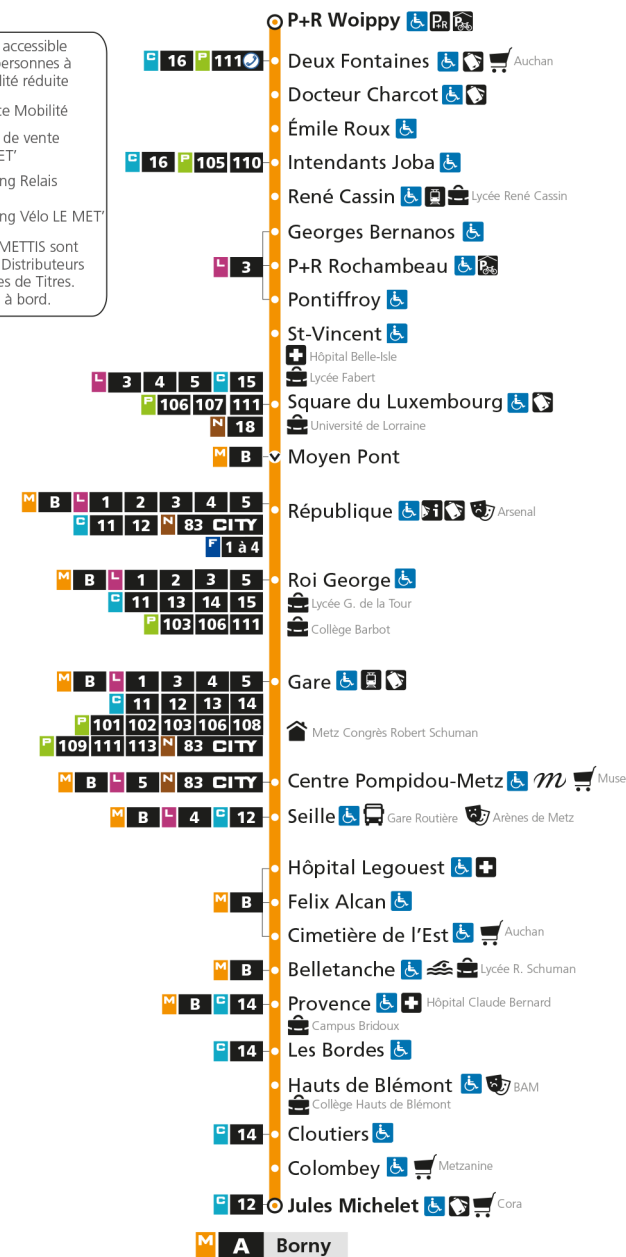 accessible
ersonnes à
lité réduite
e Mobilité
de vente
ET'
ng Relais
ng Vélo LE MET'
METTIS sont
Distributeurs
es de Titres.
à bord.
P+R Woippy P+R P
C 16 P 111 Deux Fontaines Auchan
Docteur Charcot
Émile Roux
C 16 P 105 110 Intendants Joba
René Cassin Lycée René Cassin
Georges Bernanos
L 3 P+R Rochambeau P
Pontiffroy
St-Vincent
Hôpital Belle-Isle
Lycée Fabert
L 3 4 5 C 15
P 106 107 111 Square du Luxembourg
N 18 Université de Lorraine
M B Moyen Pont
M B L 1 2 3 4 5
République i Arsenal
C 11 12 N 83 CITY
F 1 à 4
M B L 1 2 3 5 Roi George
C 11 13 14 15 Lycée G. de la Tour
P 103 106 111 Collège Barbot
M B L 1 3 4 5 Gare
C 11 12 13 14
P 101 102 103 106 108
Metz Congrès Robert Schuman
P 109 111 113 N 83 CITY
M B L 5 N 83 CITY Centre Pompidou-Metz m Muse
M B L 4 C 12 Seille Gare Routière Arènes de Metz
Hôpital Legouest
M B Felix Alcan
Cimetière de l'Est Auchan
M B Belletanche Lycée R. Schuman
M B C 14 Provence Hôpital Claude Bernard
Campus Bridoux
C 14 Les Bordes
Hauts de Blémont BAM
Collège Hauts de Blémont
C 14 Cloutiers
Colombey Metzanine
C 12 Jules Michelet Cora
M A Borny